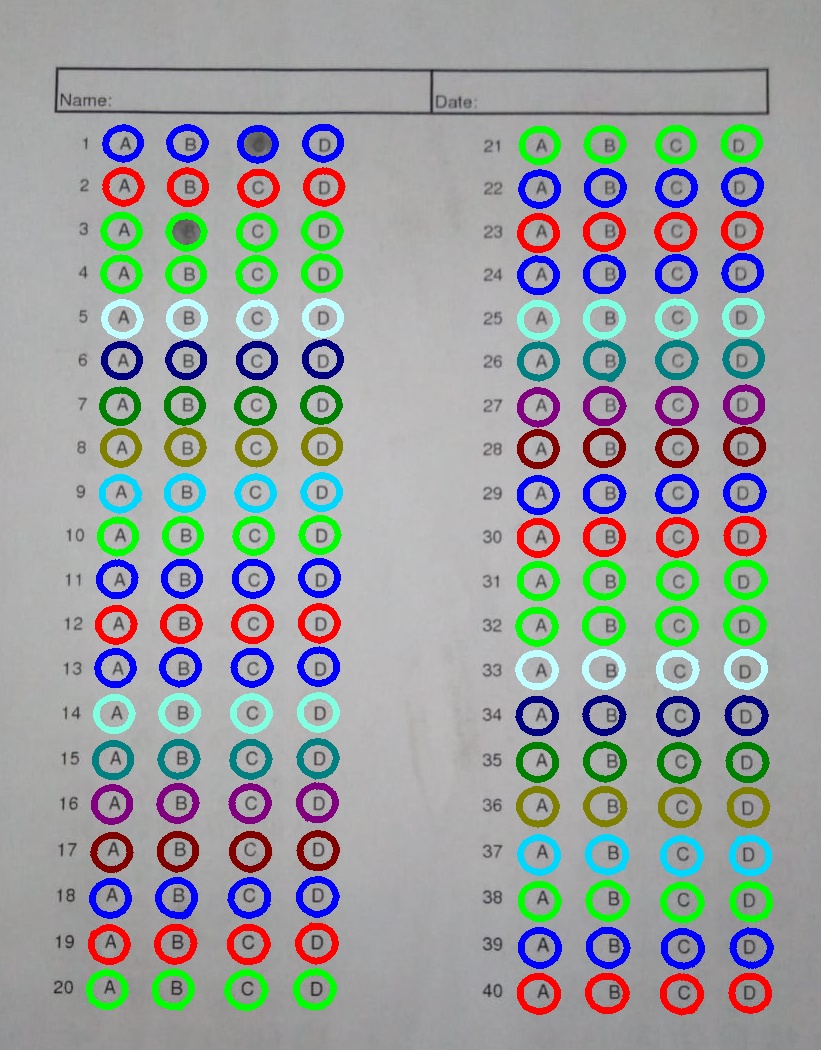 Name: Date:
1 A B C D
2 A B C D
3 A B C D
4 A B C D
5 A B C D
6 A B C D
7 A B C D
8 A B C D
9 A B C D
10 A B C D
11 A B C D
12 A B C D
13 A B C D
14 A B C D
15 A B C D
16 A B C D
17 A B C D
18 A B C D
19 A B C D
20 A B C D
21 A B C D
22 A B C D
23 A B C D
24 A B C D
25 A B C D
26 A B C D
27 A B C D
28 A B C D
29 A B C D
30 A B C D
31 A B C D
32 A B C D
33 A B C D
34 A B C D
35 A B C D
36 A B C D
37 A B C D
38 A B C D
39 A B C D
40 A B C D